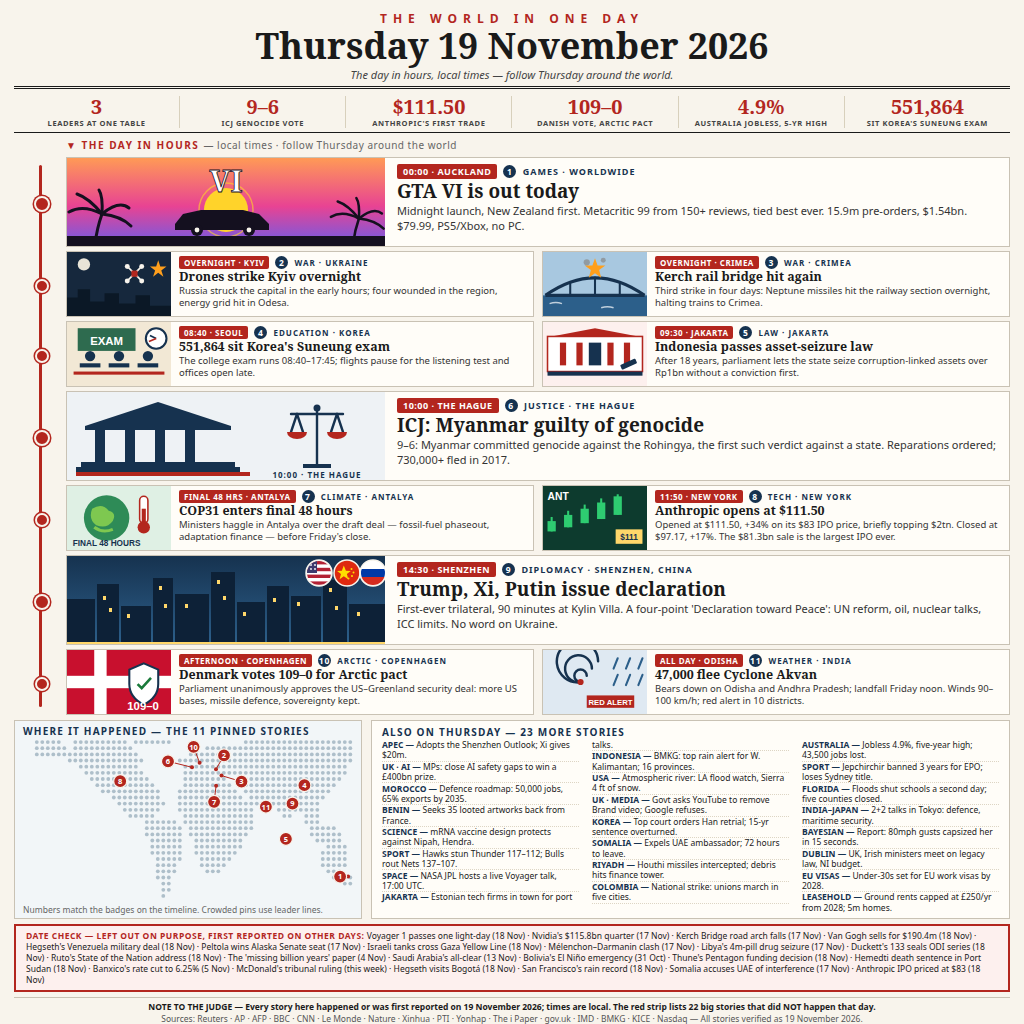 THE WORLD IN ONE DAY
Thursday 19 November 2026
The day in hours, local times — follow Thursday around the world.
3
LEADERS AT ONE TABLE
9–6
ICJ GENOCIDE VOTE
$111.50
ANTHROPIC'S FIRST TRADE
109–0
DANISH VOTE, ARCTIC PACT
4.9%
AUSTRALIA JOBLESS, 5-YR HIGH
551,864
SIT KOREA'S SUNEUNG EXAM
▼ THE DAY IN HOURS — local times · follow Thursday around the world
VI
00:00 · AUCKLAND 1 GAMES · WORLDWIDE
GTA VI is out today
Midnight launch, New Zealand first. Metacritic 99 from 150+ reviews, tied best ever. 15.9m pre-orders, $1.54bn.
$79.99, PS5/Xbox, no PC.
OVERNIGHT · KYIV 2 WAR · UKRAINE
Drones strike Kyiv overnight
Russia struck the capital in the early hours; four wounded in the region,
energy grid hit in Odesa.
OVERNIGHT · CRIMEA 3 WAR · CRIMEA
Kerch rail bridge hit again
Third strike in four days: Neptune missiles hit the railway section overnight,
halting trains to Crimea.
EXAM
08:40 · SEOUL 4 EDUCATION · KOREA
551,864 sit Korea's Suneung exam
The college exam runs 08:40–17:45; flights pause for the listening test and
offices open late.
09:30 · JAKARTA 5 LAW · JAKARTA
Indonesia passes asset-seizure law
After 18 years, parliament lets the state seize corruption-linked assets over
Rp1bn without a conviction first.
10:00 · THE HAGUE
10:00 · THE HAGUE 6 JUSTICE · THE HAGUE
ICJ: Myanmar guilty of genocide
9–6: Myanmar committed genocide against the Rohingya, the first such verdict against a state. Reparations ordered;
730,000+ fled in 2017.
FINAL 48 HOURS
FINAL 48 HRS · ANTALYA 7 CLIMATE · ANTALYA
COP31 enters final 48 hours
Ministers haggle in Antalya over the draft deal — fossil-fuel phaseout,
adaptation finance — before Friday's close.
ANT
$111
11:50 · NEW YORK 8 TECH · NEW YORK
Anthropic opens at $111.50
Opened at $111.50, +34% on its $83 IPO price, briefly topping $2tn. Closed at
$97.17, +17%. The $81.3bn sale is the largest IPO ever.
14:30 · SHENZHEN 9 DIPLOMACY · SHENZHEN, CHINA
Trump, Xi, Putin issue declaration
First-ever trilateral, 90 minutes at Kylin Villa. A four-point 'Declaration toward Peace': UN reform, oil, nuclear talks,
ICC limits. No word on Ukraine.
109–0
AFTERNOON · COPENHAGEN 10 ARCTIC · COPENHAGEN
Denmark votes 109–0 for Arctic pact
Parliament unanimously approves the US–Greenland security deal: more US
bases, missile defence, sovereignty kept.
RED ALERT
ALL DAY · ODISHA 11 WEATHER · INDIA
47,000 flee Cyclone Akvan
Bears down on Odisha and Andhra Pradesh; landfall Friday noon. Winds 90–
100 km/h; red alert in 10 districts.
WHERE IT HAPPENED — THE 11 PINNED STORIES
10
2
6
8
3
4
7
11
9
5
1
Numbers match the badges on the timeline. Crowded pins use leader lines.
ALSO ON THURSDAY — 23 MORE STORIES
APEC — Adopts the Shenzhen Outlook; Xi gives
$20m.
UK · AI — MPs: close AI safety gaps to win a
£400bn prize.
MOROCCO — Defence roadmap: 50,000 jobs,
65% exports by 2035.
BENIN — Seeks 35 looted artworks back from
France.
SCIENCE — mRNA vaccine design protects
against Nipah, Hendra.
SPORT — Hawks stun Thunder 117–112; Bulls
rout Nets 137–107.
SPACE — NASA JPL hosts a live Voyager talk,
17:00 UTC.
JAKARTA — Estonian tech firms in town for port
talks.
INDONESIA — BMKG: top rain alert for W.
Kalimantan; 16 provinces.
USA — Atmospheric river: LA flood watch, Sierra
4 ft of snow.
UK · MEDIA — Govt asks YouTube to remove
Brand video; Google refuses.
KOREA — Top court orders Han retrial; 15-yr
sentence overturned.
SOMALIA — Expels UAE ambassador; 72 hours
to leave.
RIYADH — Houthi missiles intercepted; debris
hits finance tower.
COLOMBIA — National strike: unions march in
five cities.
AUSTRALIA — Jobless 4.9%, five-year high;
43,500 jobs lost.
SPORT — Jepchirchir banned 3 years for EPO;
loses Sydney title.
FLORIDA — Floods shut schools a second day;
five counties closed.
INDIA–JAPAN — 2+2 talks in Tokyo: defence,
maritime security.
BAYESIAN — Report: 80mph gusts capsized her
in 15 seconds.
DUBLIN — UK, Irish ministers meet on legacy
law, NI budget.
EU VISAS — Under-30s set for EU work visas by
2028.
LEASEHOLD — Ground rents capped at £250/yr
from 2028; 5m homes.
DATE CHECK — LEFT OUT ON PURPOSE, FIRST REPORTED ON OTHER DAYS: Voyager 1 passes one light-day (18 Nov) · Nvidia's $115.8bn quarter (17 Nov) · Kerch Bridge road arch falls (17 Nov) · Van Gogh sells for $190.4m (18 Nov) ·
Hegseth's Venezuela military deal (18 Nov) · Peltola wins Alaska Senate seat (17 Nov) · Israeli tanks cross Gaza Yellow Line (18 Nov) · Mélenchon–Darmanin clash (17 Nov) · Libya's 4m-pill drug seizure (17 Nov) · Duckett's 133 seals ODI series (18
Nov) · Ruto's State of the Nation address (18 Nov) · The 'missing billion years' paper (4 Nov) · Saudi Arabia's all-clear (13 Nov) · Bolivia's El Niño emergency (31 Oct) · Thune's Pentagon funding decision (18 Nov) · Hemedti death sentence in Port
Sudan (18 Nov) · Banxico's rate cut to 6.25% (5 Nov) · McDonald's tribunal ruling (this week) · Hegseth visits Bogotá (18 Nov) · San Francisco's rain record (18 Nov) · Somalia accuses UAE of interference (17 Nov) · Anthropic IPO priced at $83 (18
Nov)
NOTE TO THE JUDGE — Every story here happened or was first reported on 19 November 2026; times are local. The red strip lists 22 big stories that did NOT happen that day.
Sources: Reuters · AP · AFP · BBC · CNN · Le Monde · Nature · Xinhua · PTI · Yonhap · The i Paper · gov.uk · IMD · BMKG · KICE · Nasdaq — All stories verified as 19 November 2026.